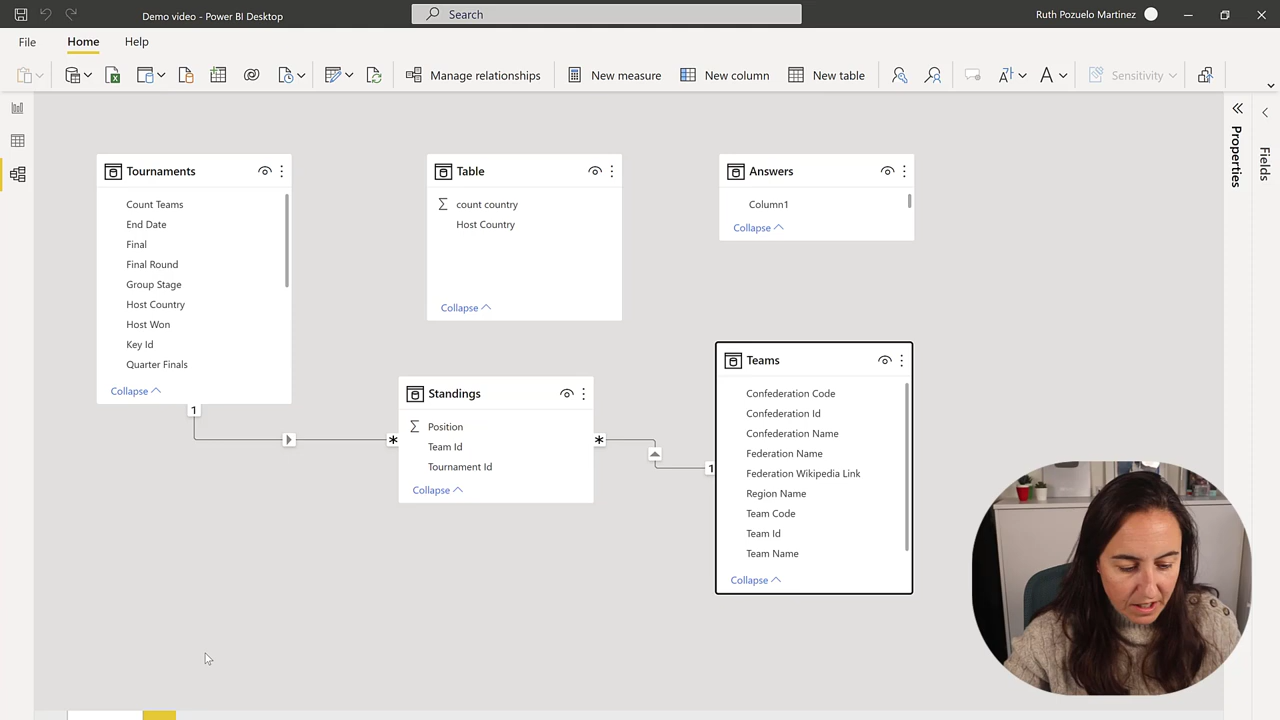 Demo video - Power BI Desktop
Search
Ruth Pozuelo Martinez
File
Home
Help
Manage relationships
New measure
New column
New table
Sensitivity
Tournaments
Count Teams
End Date
Final
Final Round
Group Stage
Host Country
Host Won
Key Id
Quarter Finals
Collapse
Table
Σ count country
Host Country
Collapse
Answers
Column1
Collapse
Standings
Σ Position
Team Id
Tournament Id
Collapse
Teams
Confederation Code
Confederation Id
Confederation Name
Federation Name
Federation Wikipedia Link
Region Name
Team Code
Team Id
Team Name
Collapse
1
*
*
1
Properties
Fields